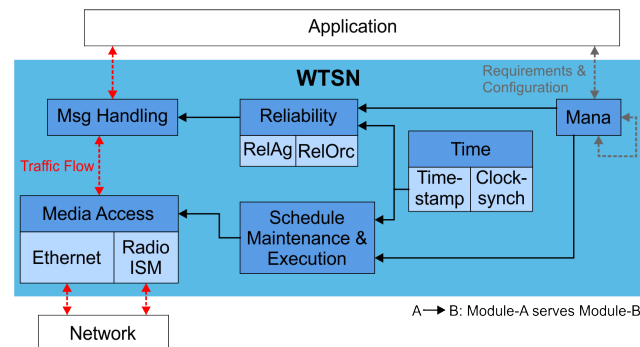 Application
WTSN
Requirements &
Configuration
Msg Handling
Reliability
Mana
RelAg
RelOrc
Time
Traffic Flow
Time-
stamp
Clock-
synch
Media Access
Schedule
Maintenance &
Execution
Ethernet
Radio
ISM
A → B: Module-A serves Module-B
Network